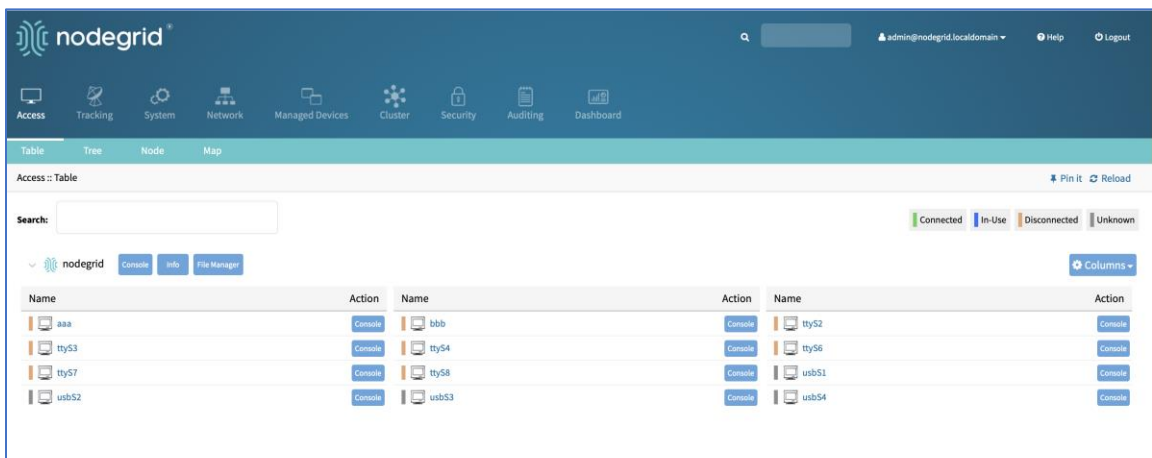 nodegrid®
admin@nodegrid.localdomain Help Logout
Access Tracking System Network Managed Devices Cluster Security Auditing Dashboard
Table Tree Node Map
Access :: Table Pin it Reload
Search: Connected In-Use Disconnected Unknown
nodegrid Console Info File Manager Columns
Name Action Name Action Name Action
aaa Console bbb Console ttyS2 Console
ttyS3 Console ttyS4 Console ttyS6 Console
ttyS7 Console ttyS8 Console usbS1 Console
usbS2 Console usbS3 Console usbS4 Console